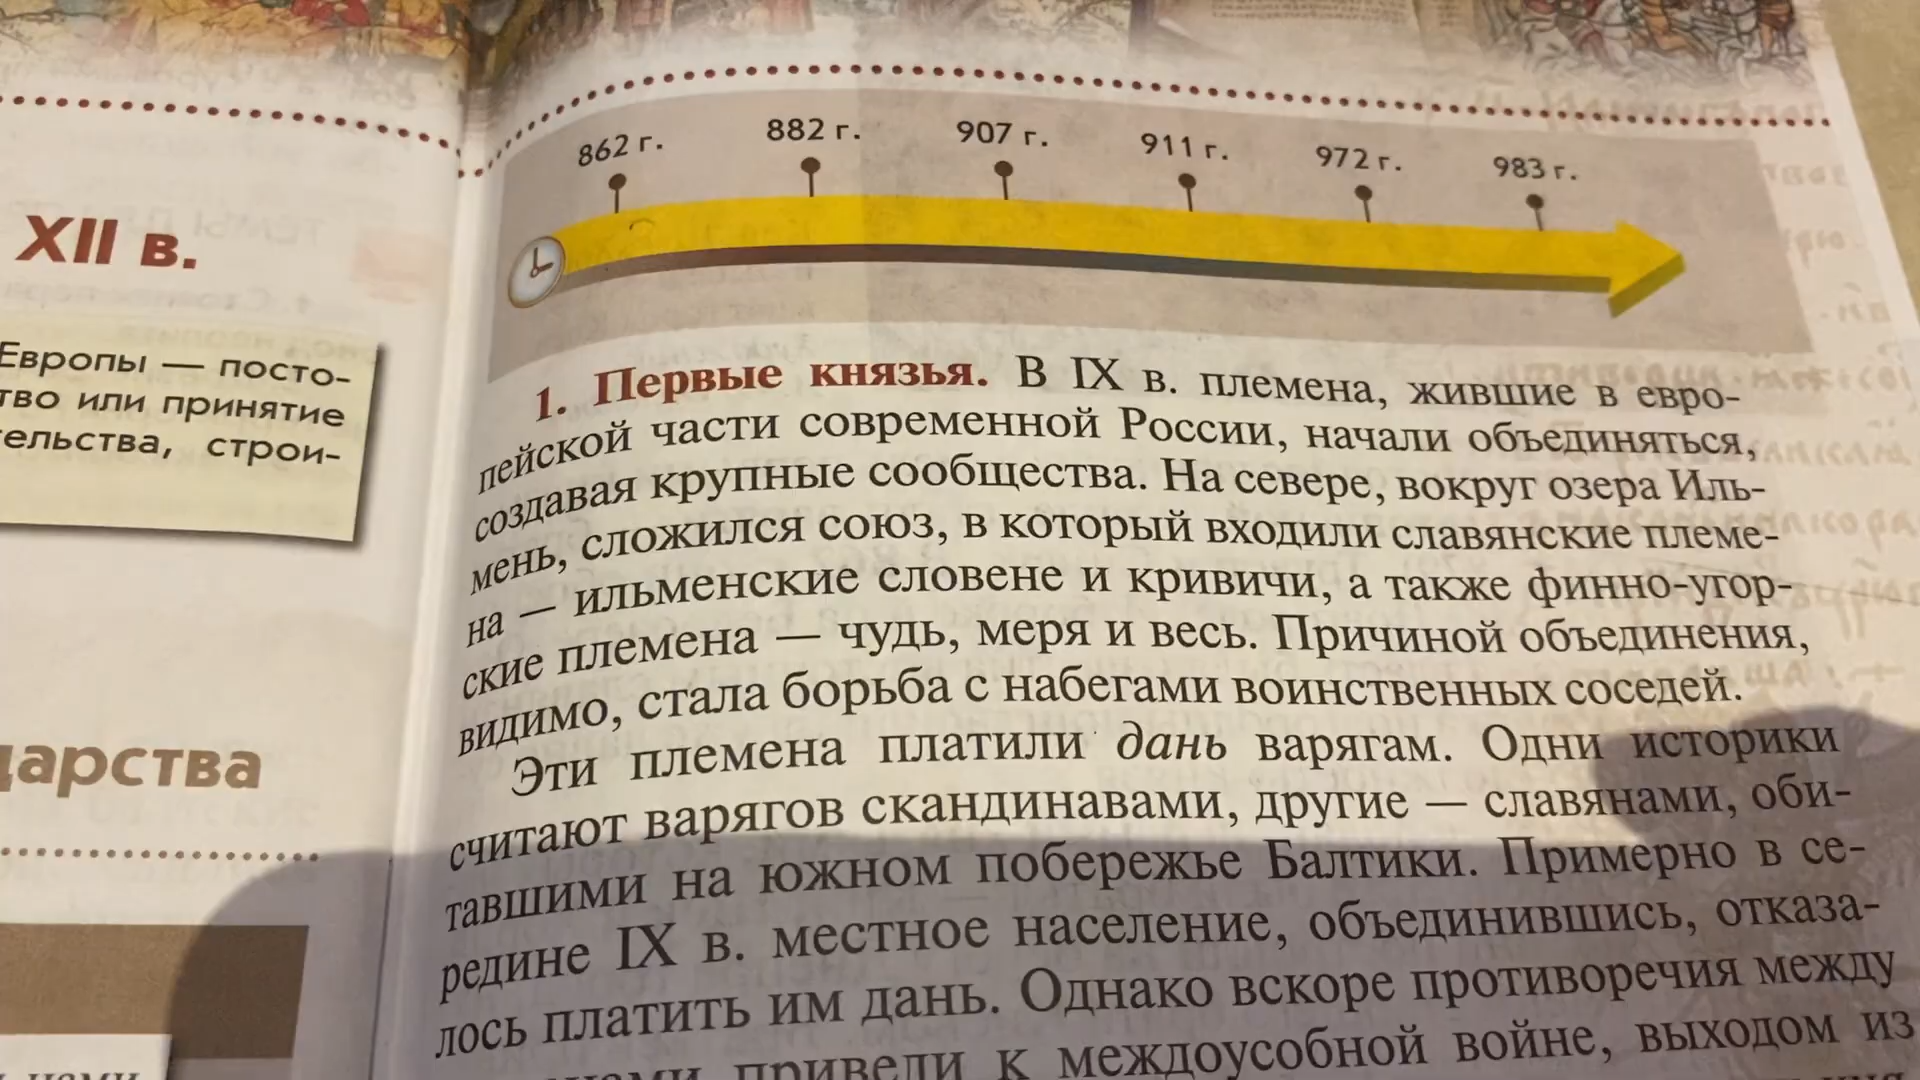 XII в.
Европы — посто-
тво или принятие
ельства, строи-
дарства
862 г.
882 г.
907 г.
911 г.
972 г.
983 г.
1. Первые князья. В IX в. племена, жившие в евро-
пейской части современной России, начали объединяться,
создавая крупные сообщества. На севере, вокруг озера Иль-
мень, сложился союз, в который входили славянские племе-
на — ильменские словене и кривичи, а также финно-угор-
ские племена — чудь, меря и весь. Причиной объединения,
видимо, стала борьба с набегами воинственных соседей.
Эти племена платили дань варягам. Одни историки
считают варягов скандинавами, другие — славянами, оби-
тавшими на южном побережье Балтики. Примерно в се-
редине IX в. местное население, объединившись, отказа-
лось платить им дань. Однако вскоре противоречия между
привели к междоусобной войне, выходом из